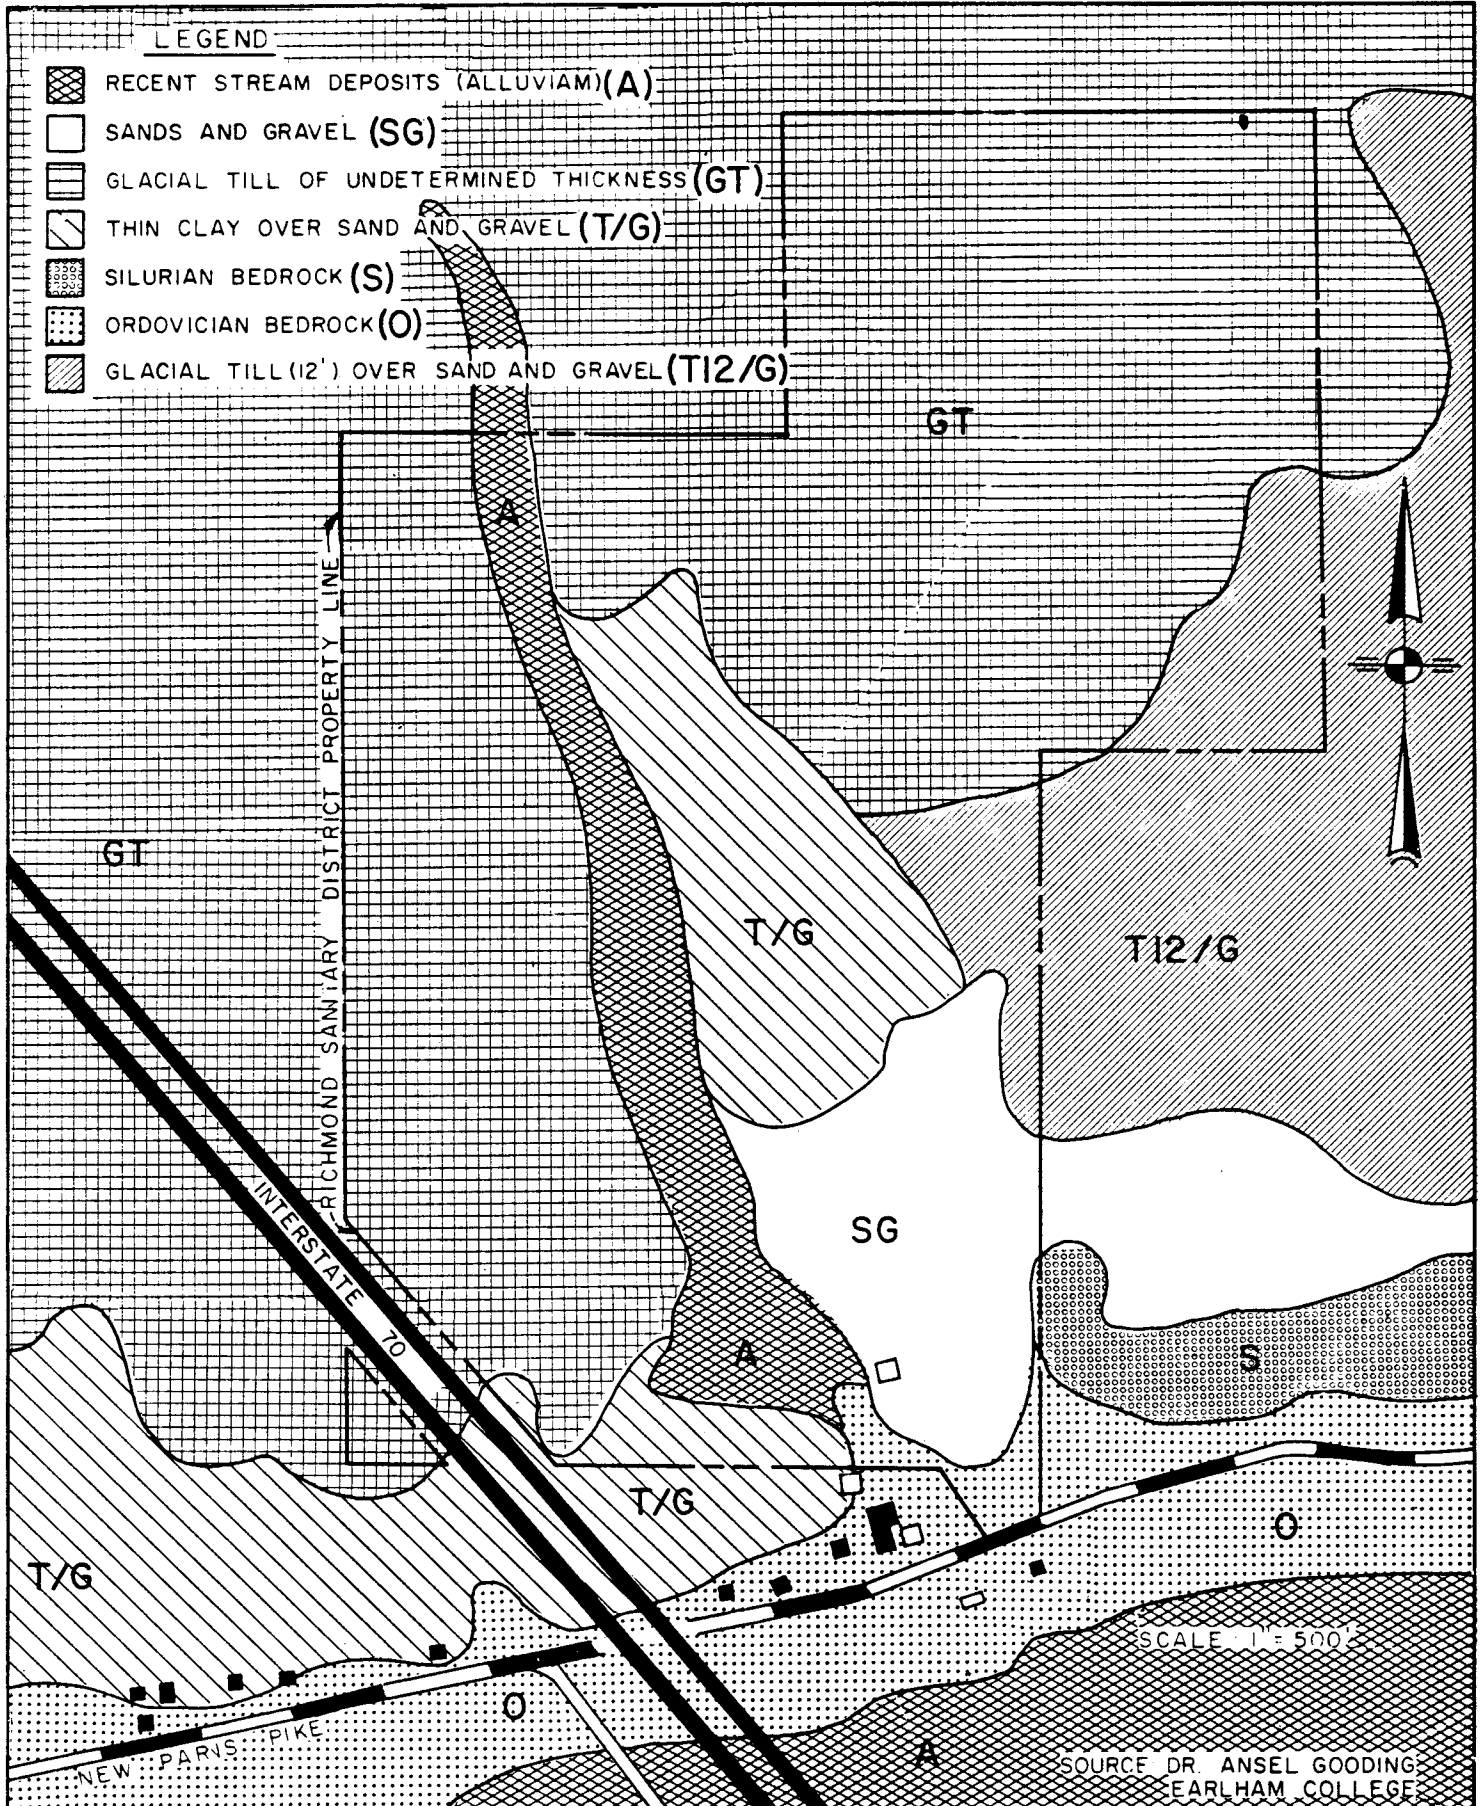 LEGEND
RECENT STREAM DEPOSITS (ALLUVIAM) (A)
SANDS AND GRAVEL (SG)
GLACIAL TILL OF UNDETERMINED THICKNESS (GT)
THIN CLAY OVER SAND AND GRAVEL (T/G)
SILURIAN BEDROCK (S)
ORDOVICIAN BEDROCK (O)
GLACIAL TILL (12') OVER SAND AND GRAVEL (T12/G)
GT
A
RICHMOND SANITARY DISTRICT PROPERTY LINE
GT
T/G
T12/G
SG
INTERSTATE 70
A
S
T/G
O
T/G
SCALE 1"=500'
O
NEW PARIS PIKE
A
SOURCE DR. ANSEL GOODING
EARLHAM COLLEGE